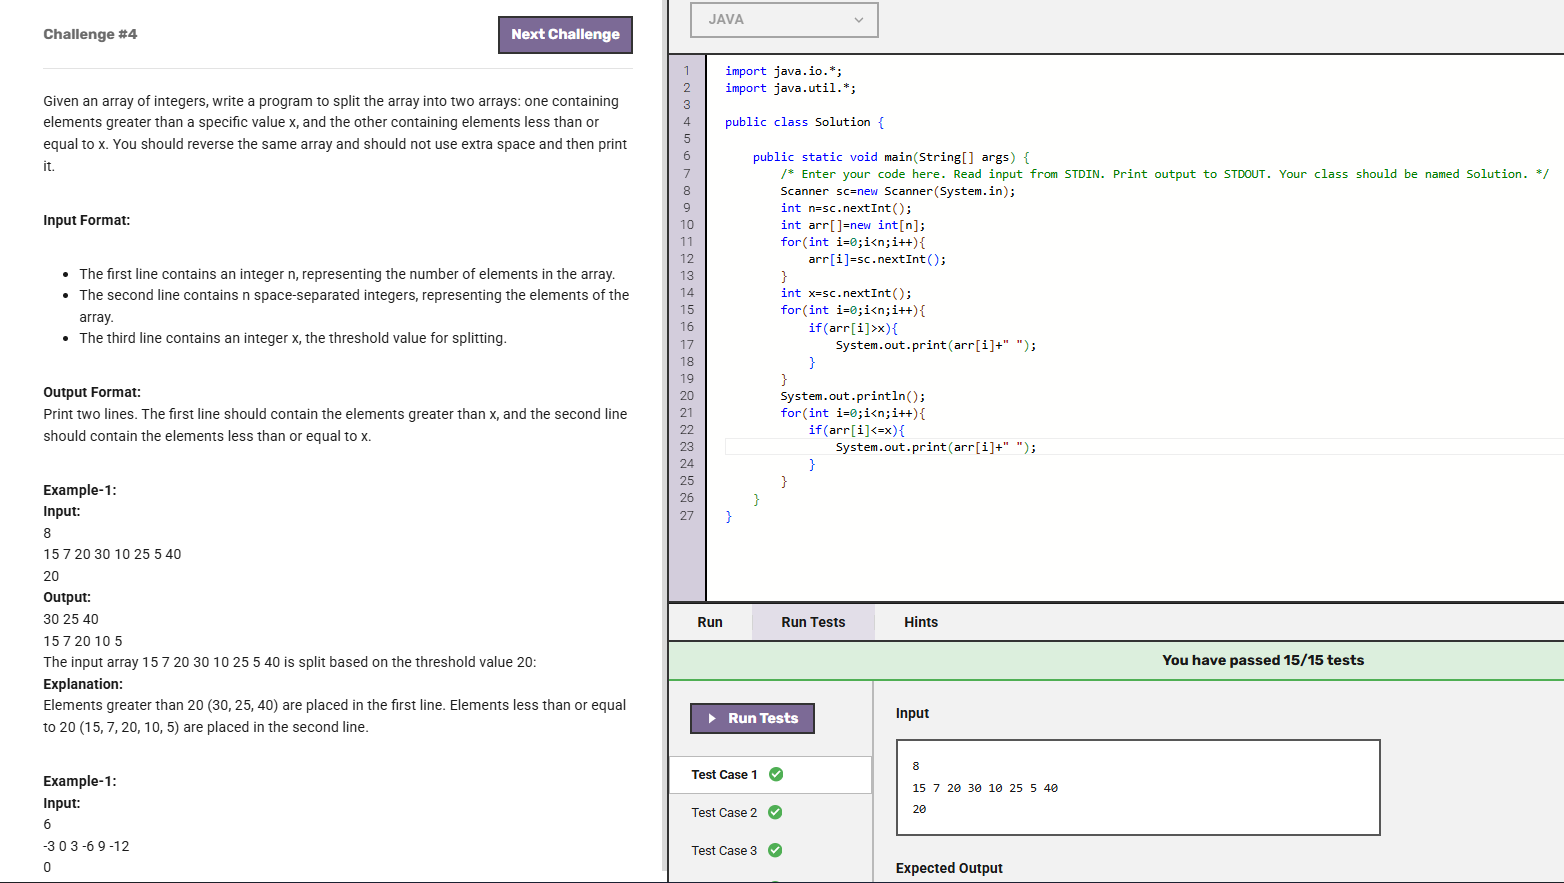 Challenge #4
Next Challenge
Given an array of integers, write a program to split the array into two arrays: one containing
elements greater than a specific value x, and the other containing elements less than or
equal to x. You should reverse the same array and should not use extra space and then print
it.
Input Format:
• The first line contains an integer n, representing the number of elements in the array.
• The second line contains n space-separated integers, representing the elements of the
array.
• The third line contains an integer x, the threshold value for splitting.
Output Format:
Print two lines. The first line should contain the elements greater than x, and the second line
should contain the elements less than or equal to x.
Example-1:
Input:
8
15 7 20 30 10 25 5 40
20
Output:
30 25 40
15 7 20 10 5
The input array 15 7 20 30 10 25 5 40 is split based on the threshold value 20:
Explanation:
Elements greater than 20 (30, 25, 40) are placed in the first line. Elements less than or equal
to 20 (15, 7, 20, 10, 5) are placed in the second line.
Example-1:
Input:
6
-3 0 3 -6 9 -12
0
JAVA
1 import java.io.*;
2 import java.util.*;
3
4 public class Solution {
5
6     public static void main(String[] args) {
7         /* Enter your code here. Read input from STDIN. Print output to STDOUT. Your class should be named Solution. */
8         Scanner sc=new Scanner(System.in);
9         int n=sc.nextInt();
10         int arr[]=new int[n];
11         for(int i=0;i<n;i++){
12             arr[i]=sc.nextInt();
13         }
14         int x=sc.nextInt();
15         for(int i=0;i<n;i++){
16             if(arr[i]>x){
17                 System.out.print(arr[i]+" ");
18             }
19         }
20         System.out.println();
21         for(int i=0;i<n;i++){
22             if(arr[i]<=x){
23                 System.out.print(arr[i]+" ");
24             }
25         }
26     }
27 }
Run Run Tests Hints
You have passed 15/15 tests
Run Tests
Test Case 1
Test Case 2
Test Case 3
Input
8
15 7 20 30 10 25 5 40
20
Expected Output